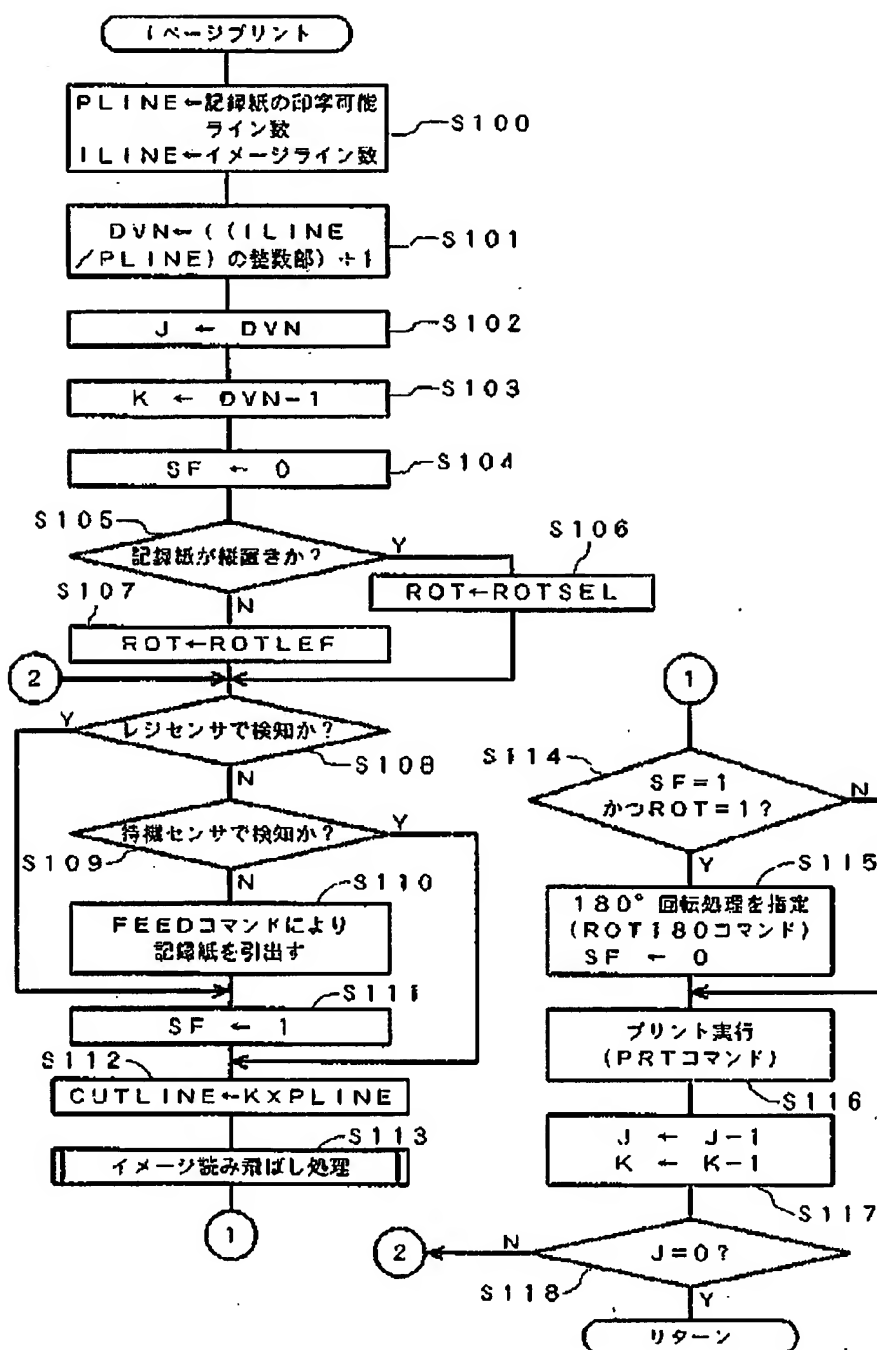 1ページプリント
PLINE←記録紙の印字可能
ライン数
ILINE←イメージライン数
S100
DVN←((ILINE
/PLINE)の整数部)+1
S101
J ← DVN
S102
K ← DVN-1
S103
SF ← 0
S104
S105
記録紙が縦置きか?
Y
N
S106
ROT←ROTSEL
S107
ROT←ROTLEF
2
レジセンサで検知か?
Y
N
S108
待機センサで検知か?
Y
N
S109
S110
FEEDコマンドにより
記録紙を引出す
S111
SF ← 1
S112
CUTLINE←K×PLINE
S113
イメージ読み飛ばし処理
1
1
S114
SF=1
かつROT=1?
N
Y
S115
180°回転処理を指定
(ROT180コマンド)
SF ← 0
プリント実行
(PRTコマンド)
S116
J ← J-1
K ← K-1
S117
2
N
J=0?
S118
Y
リターン